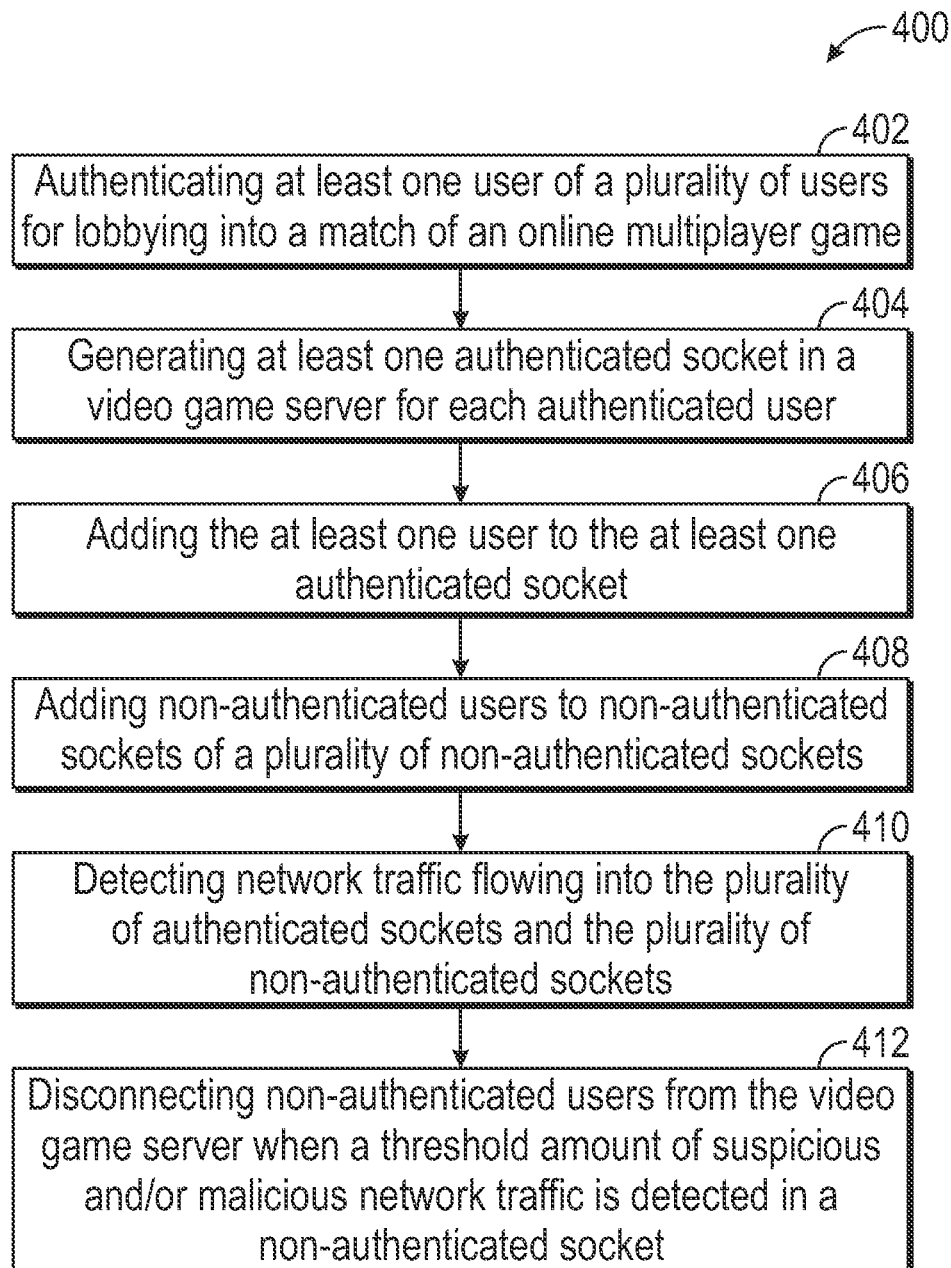 400
402
Authenticating at least one user of a plurality of users
for lobbying into a match of an online multiplayer game
404
Generating at least one authenticated socket in a
video game server for each authenticated user
406
Adding the at least one user to the at least one
authenticated socket
408
Adding non-authenticated users to non-authenticated
sockets of a plurality of non-authenticated sockets
410
Detecting network traffic flowing into the plurality
of authenticated sockets and the plurality of
non-authenticated sockets
412
Disconnecting non-authenticated users from the video
game server when a threshold amount of suspicious
and/or malicious network traffic is detected in a
non-authenticated socket